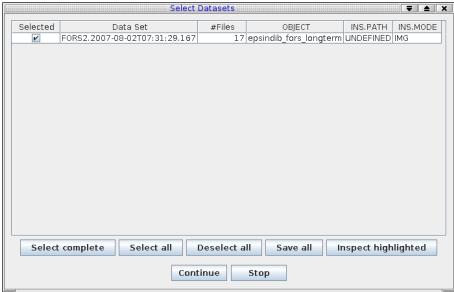 Select Datasets
Selected Data Set #Files OBJECT INS.PATH INS.MODE
FORS2.2007-08-02T07:31:29.167 17 epsindib_fors_longterm UNDEFINED IMG
Select complete Select all Deselect all Save all Inspect highlighted
Continue Stop